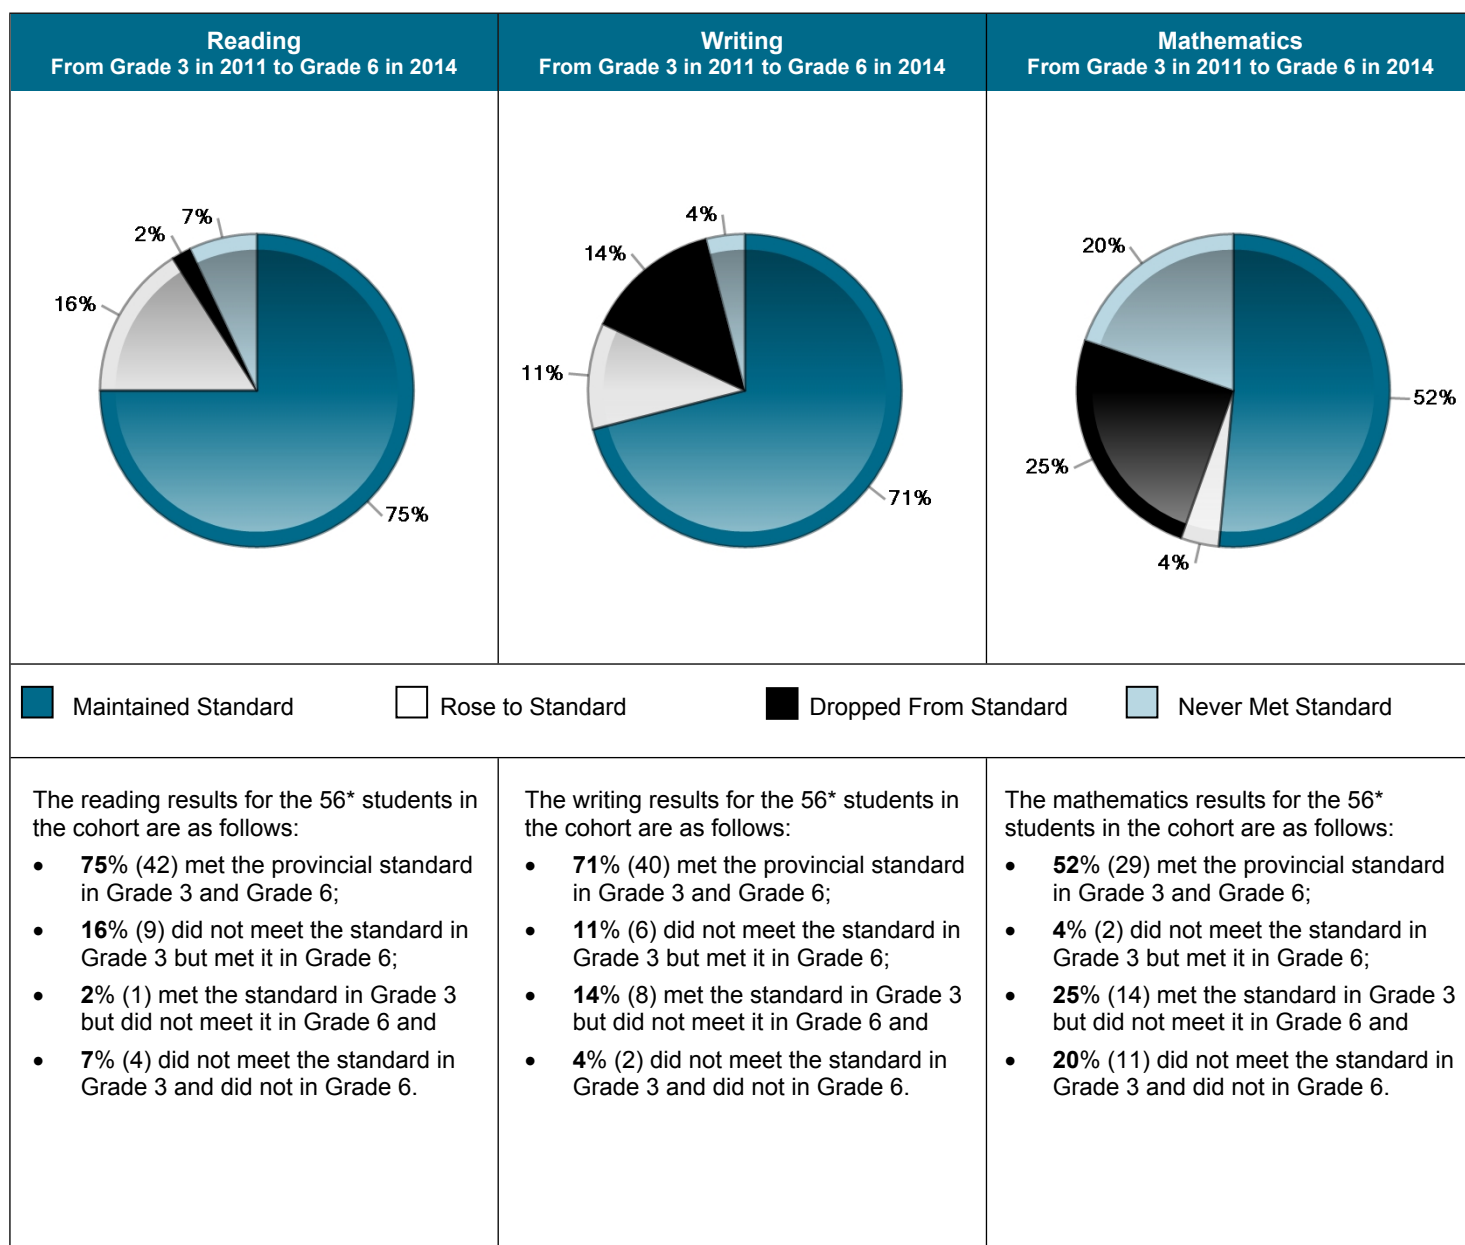 Reading
From Grade 3 in 2011 to Grade 6 in 2014
Writing
From Grade 3 in 2011 to Grade 6 in 2014
Mathematics
From Grade 3 in 2011 to Grade 6 in 2014
7%
2%
16%
75%
4%
14%
11%
71%
20%
52%
25%
4%
Maintained Standard
Rose to Standard
Dropped From Standard
Never Met Standard
The reading results for the 56* students in
the cohort are as follows:
• 75% (42) met the provincial standard
in Grade 3 and Grade 6;
• 16% (9) did not meet the standard in
Grade 3 but met it in Grade 6;
• 2% (1) met the standard in Grade 3
but did not meet it in Grade 6 and
• 7% (4) did not meet the standard in
Grade 3 and did not in Grade 6.
The writing results for the 56* students in
the cohort are as follows:
• 71% (40) met the provincial standard
in Grade 3 and Grade 6;
• 11% (6) did not meet the standard in
Grade 3 but met it in Grade 6;
• 14% (8) met the standard in Grade 3
but did not meet it in Grade 6 and
• 4% (2) did not meet the standard in
Grade 3 and did not in Grade 6.
The mathematics results for the 56*
students in the cohort are as follows:
• 52% (29) met the provincial standard
in Grade 3 and Grade 6;
• 4% (2) did not meet the standard in
Grade 3 but met it in Grade 6;
• 25% (14) met the standard in Grade 3
but did not meet it in Grade 6 and
• 20% (11) did not meet the standard in
Grade 3 and did not in Grade 6.